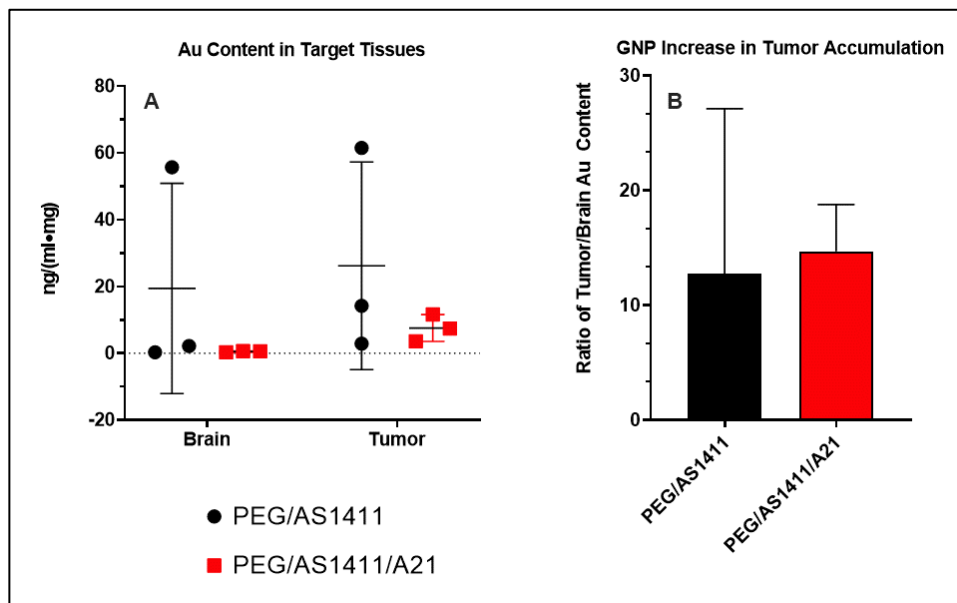 Au Content in Target Tissues
A
80
60
40
20
0
-20
ng/(ml•mg)
Brain
Tumor
PEG/AS1411
PEG/AS1411/A21
GNP Increase in Tumor Accumulation
B
30
20
10
0
Ratio of Tumor/Brain Au Content
PEG/AS1411
PEG/AS1411/A21